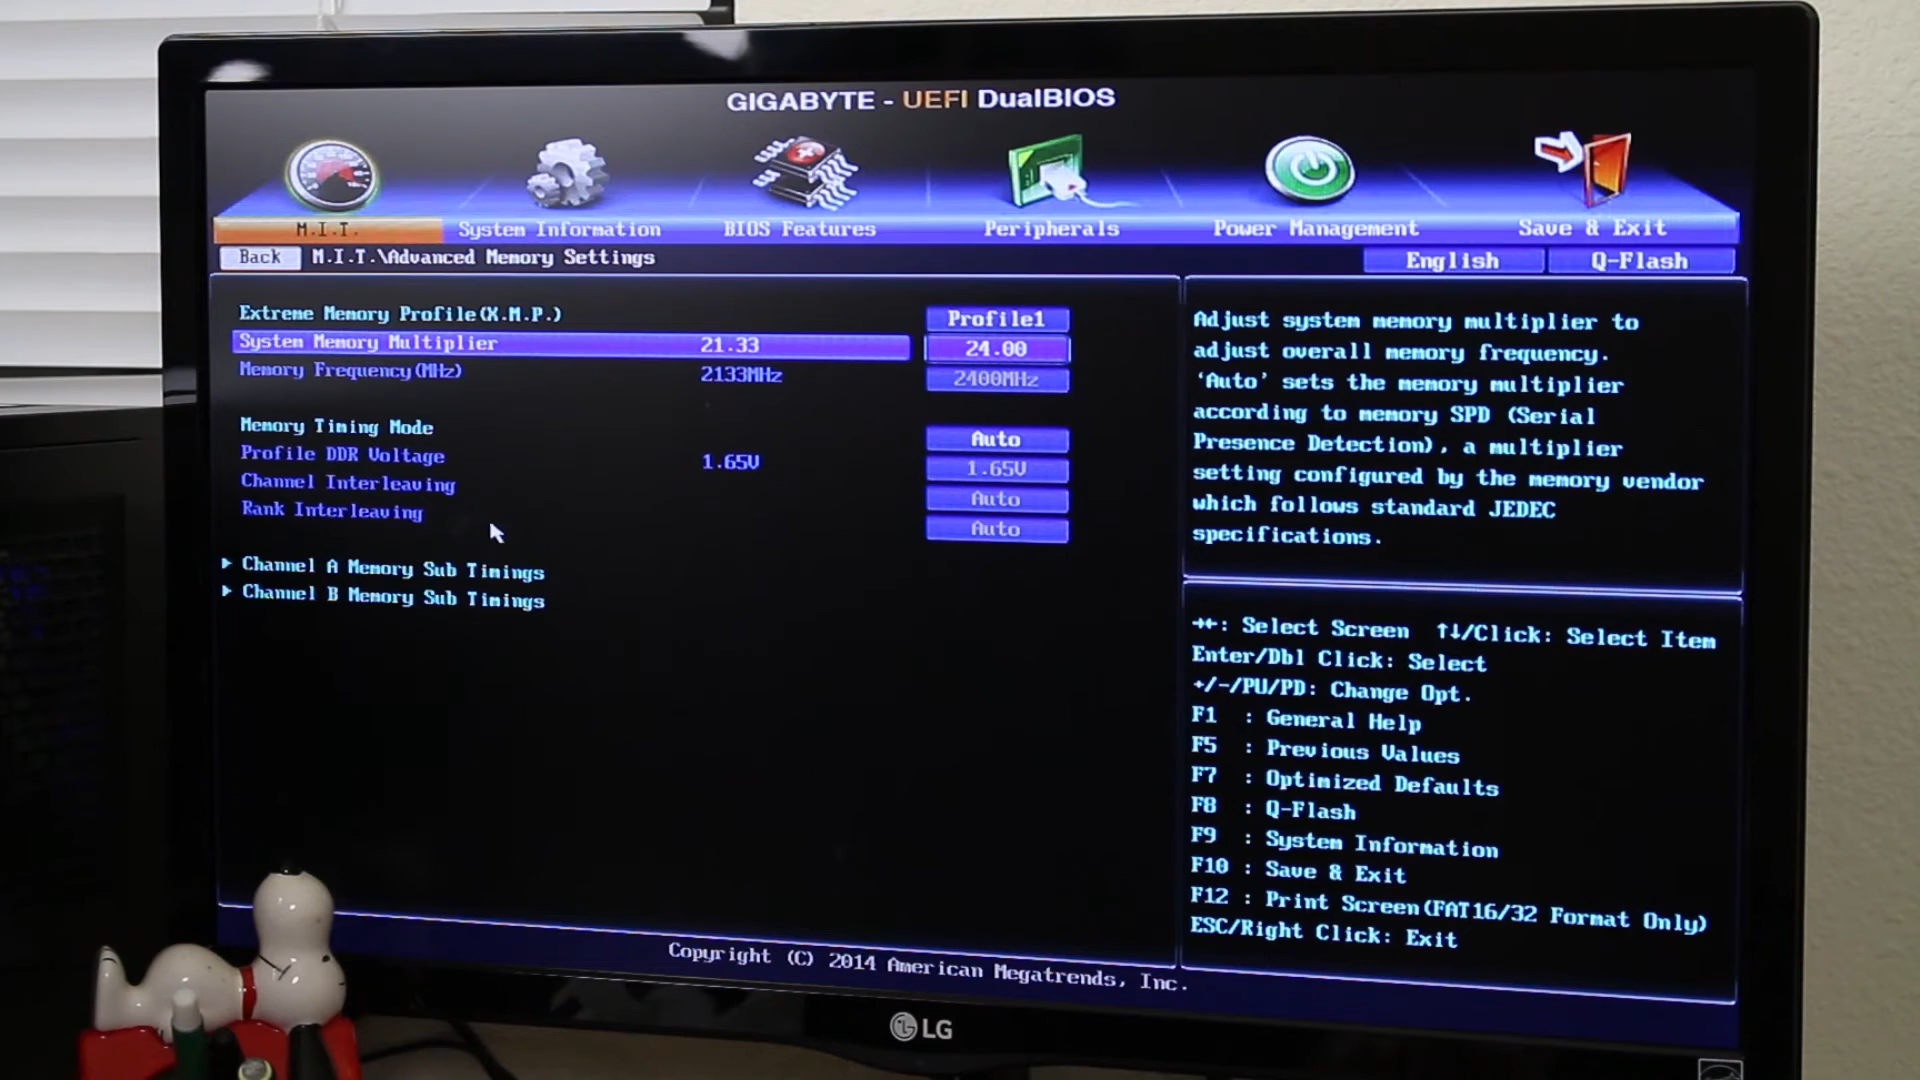 GIGABYTE - UEFI DualBIOS
M.I.T. System Information BIOS Features Peripherals Power Management Save & Exit
Back M.I.T.\Advanced Memory Settings English Q-Flash
Extreme Memory Profile(X.M.P.) Profile1
System Memory Multiplier 21.33 24.00
Memory Frequency(MHz) 2133MHz 2400MHz
Memory Timing Mode Auto
Profile DDR Voltage 1.65V 1.65V
Channel Interleaving Auto
Rank Interleaving Auto
Channel A Memory Sub Timings
Channel B Memory Sub Timings
Adjust system memory multiplier to
adjust overall memory frequency.
'Auto' sets the memory multiplier
according to memory SPD (Serial
Presence Detection), a multiplier
setting configured by the memory vendor
which follows standard JEDEC
specifications.
→←: Select Screen ↑↓/Click: Select Item
Enter/Dbl Click: Select
+/-/PU/PD: Change Opt.
F1 : General Help
F5 : Previous Values
F7 : Optimized Defaults
F8 : Q-Flash
F9 : System Information
F10 : Save & Exit
F12 : Print Screen(FAT16/32 Format Only)
ESC/Right Click: Exit
Copyright (C) 2014 American Megatrends, Inc.
LG